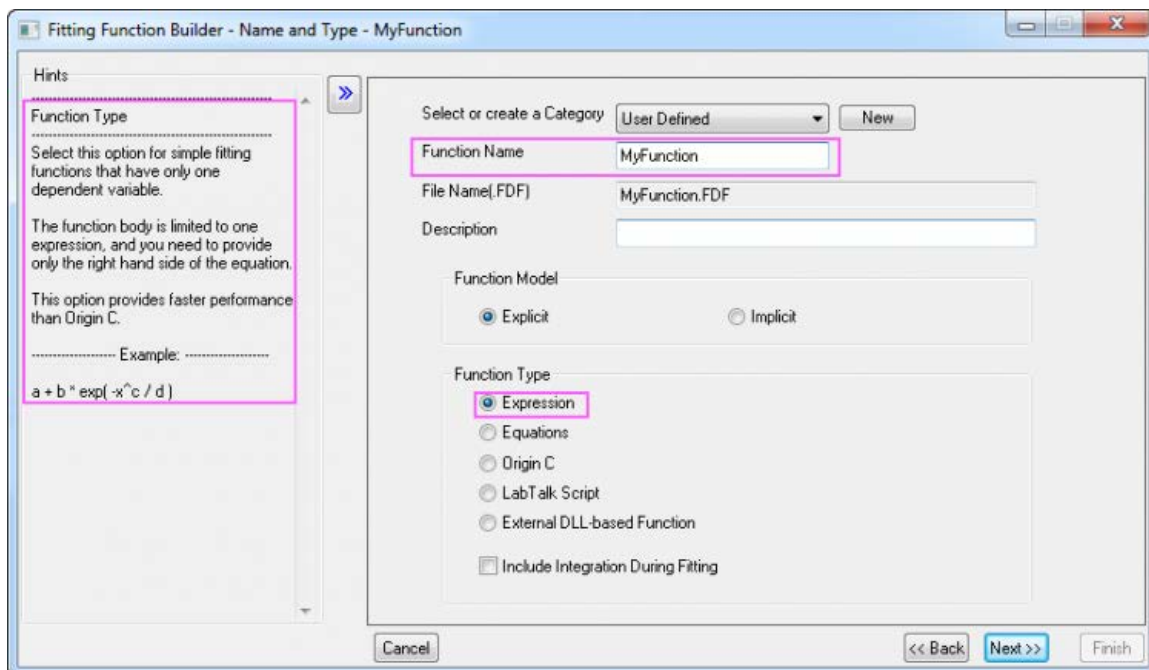 Fitting Function Builder - Name and Type - MyFunction
Hints
Function Type
Select this option for simple fitting
functions that have only one
dependent variable.
The function body is limited to one
expression, and you need to provide
only the right hand side of the equation.
This option provides faster performance
than Origin C.
-------------------- Example: --------------------
a + b * exp( -x^c / d )
Select or create a Category User Defined New
Function Name MyFunction
File Name(.FDF) MyFunction.FDF
Description
Function Model
Explicit Implicit
Function Type
Expression
Equations
Origin C
LabTalk Script
External DLL-based Function
Include Integration During Fitting
Cancel << Back Next >> Finish